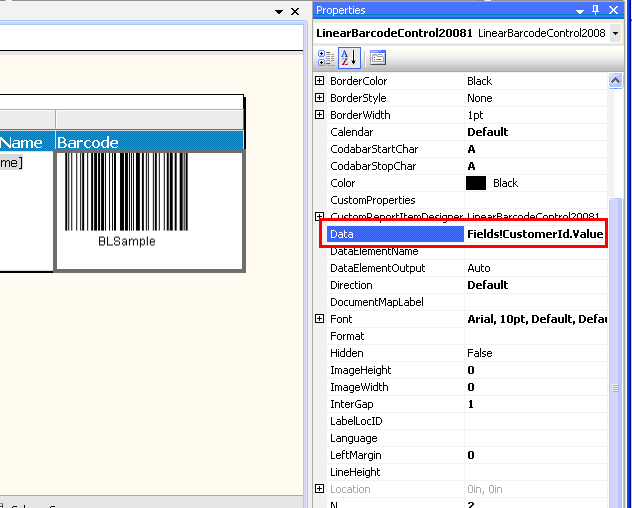 Properties
LinearBarcodeControl20081 LinearBarcodeControl2008
BorderColor Black
BorderStyle None
BorderWidth 1pt
Calendar Default
CodabarStartChar A
CodabarStopChar A
Color Black
CustomProperties
CustomReportItemDesigner LinearBarcodeControl20081
Data Fields!CustomerId.Value
DataElementName
DataElementOutput Auto
Direction Default
DocumentMapLabel
Font Arial, 10pt, Default, Defau
Format
Hidden False
ImageHeight 0
ImageWidth 0
InterGap 1
LabelLocID
Language
LeftMargin 0
LineHeight
Location 0in, 0in
N 2
Name Barcode
me]
BLSample